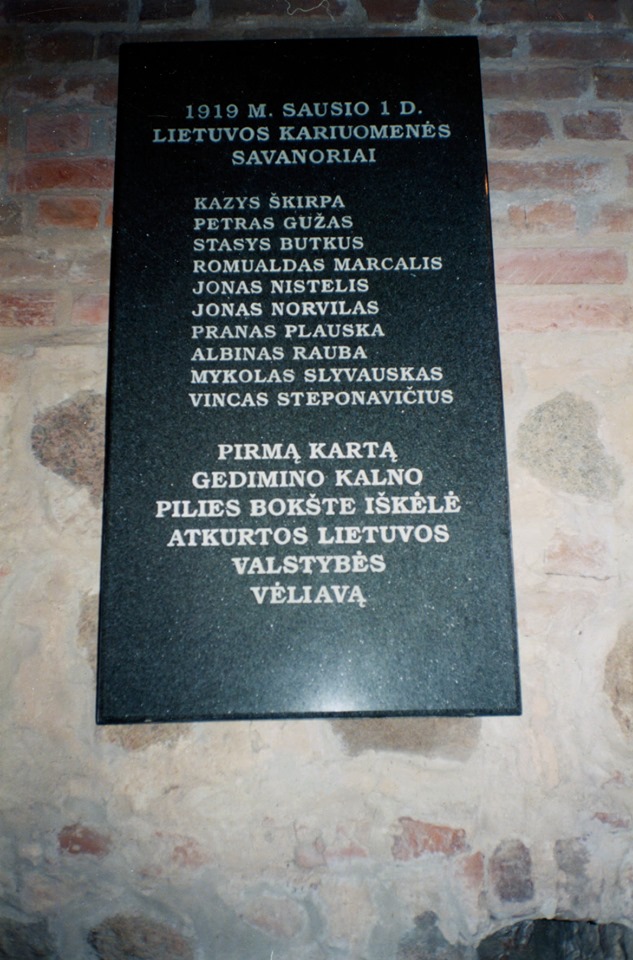 1919 M. SAUSIO 1 D.
LIETUVOS KARIUOMENĖS
SAVANORIAI
KAZYS ŠKIRPA
PETRAS GUŽAS
STASYS BUTKUS
ROMUALDAS MARCALIS
JONAS NISTELIS
JONAS NORVILAS
PRANAS PLAUSKA
ALBINAS RAUBA
MYKOLAS SLYVAUSKAS
VINCAS STEPONAVIČIUS
PIRMĄ KARTĄ
GEDIMINO KALNO
PILIES BOKŠTE IŠKĖLĖ
ATKURTOS LIETUVOS
VALSTYBĖS
VĖLIAVĄ